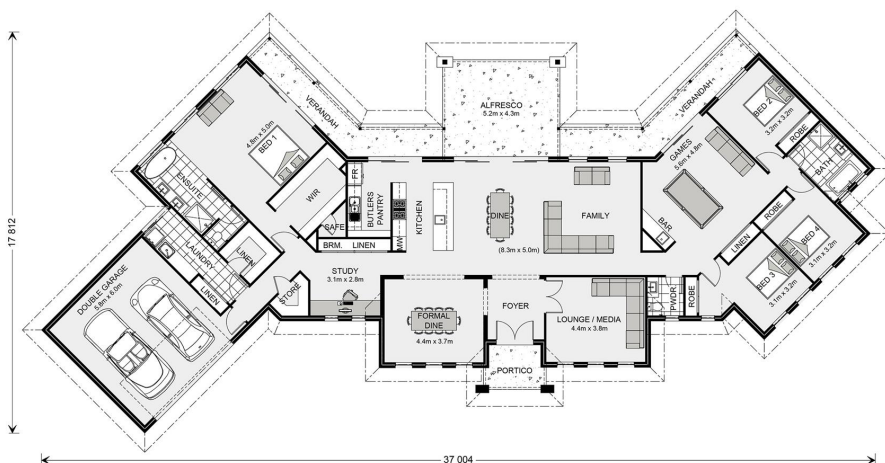 VERANDAH
ALFRESCO
5.2m x 4.3m
VERANDAH
BED 2
3.2m x 3.2m
ROBE
BATH
4.8m x 5.0m
BED 1
GAMES
5.6m x 4.8m
ENSUITE
WIR
SAFE
FR
BUTLERS
PANTRY
KITCHEN
DINE
FAMILY
(8.3m x 5.0m)
BAR
ROBE
BED 4
3.1m x 3.2m
LINEN
BED 3
3.1m x 3.2m
BRM.
LINEN
MW
LAUNDRY
LINEN
LINEN
DOUBLE GARAGE
5.8m x 6.0m
STORE
STUDY
3.1m x 2.8m
FORMAL
DINE
4.4m x 3.7m
FOYER
LOUNGE / MEDIA
4.4m x 3.8m
PWDR.
ROBE
PORTICO
17 812
37 004